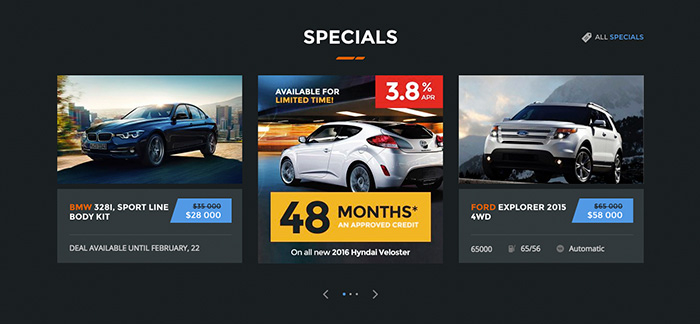 SPECIALS
ALL SPECIALS
BMW 328I, SPORT LINE
BODY KIT
$35 000
$28 000
DEAL AVAILABLE UNTIL FEBRUARY, 22
AVAILABLE FOR
LIMITED TIME!
3.8%
APR
48
MONTHS*
AN APPROVED CREDIT
On all new 2016 Hyndai Veloster
FORD EXPLORER 2015
4WD
$65 000
$58 000
65000 65/56 Automatic